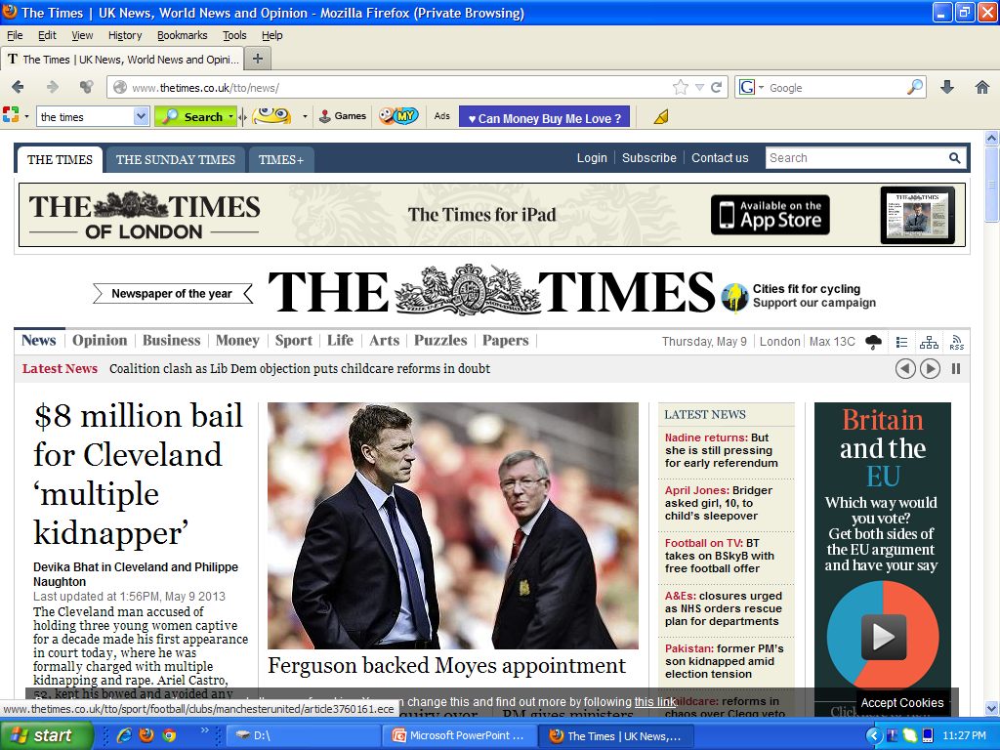 The Times | UK News, World News and Opinion - Mozilla Firefox (Private Browsing)
File Edit View History Bookmarks Tools Help
T The Times | UK News, World News and Opini... +
www.thetimes.co.uk/tto/news/ Google
the times Search Games MY Ads ♥ Can Money Buy Me Love ?
THE TIMES THE SUNDAY TIMES TIMES+ Login Subscribe Contact us Search
THE TIMES
OF LONDON
The Times for iPad
Available on the
App Store
Newspaper of the year
THE TIMES
Cities fit for cycling
Support our campaign
News Opinion Business Money Sport Life Arts Puzzles Papers Thursday, May 9 London Max 13C RSS
Latest News Coalition clash as Lib Dem objection puts childcare reforms in doubt
$8 million bail
for Cleveland
‘multiple
kidnapper’
Devika Bhat in Cleveland and Philippe
Naughton
Last updated at 1:56PM, May 9 2013
The Cleveland man accused of
holding three young women captive
for a decade made his first appearance
in court today, where he was
formally charged with multiple
kidnapping and rape. Ariel Castro,
52, kept his bowed and avoided any
Ferguson backed Moyes appointment
PM gives ministers
LATEST NEWS
Nadine returns: But
she is still pressing
for early referendum
April Jones: Bridger
asked girl, 10, to
child's sleepover
Football on TV: BT
takes on BSkyB with
free football offer
A&Es: closures urged
as NHS orders rescue
plan for departments
Pakistan: former PM's
son kidnapped amid
election tension
Childcare: reforms in
chaos over Clegg veto
Britain
and the
EU
Which way would
you vote?
Get both sides of
the EU argument
and have your say
change this and find out more by following this link
Accept Cookies
www.thetimes.co.uk/tto/sport/football/clubs/manchesterunited/article3760161.ece
start D:\ Microsoft PowerPoint ... The Times | UK News,... 11:27 PM